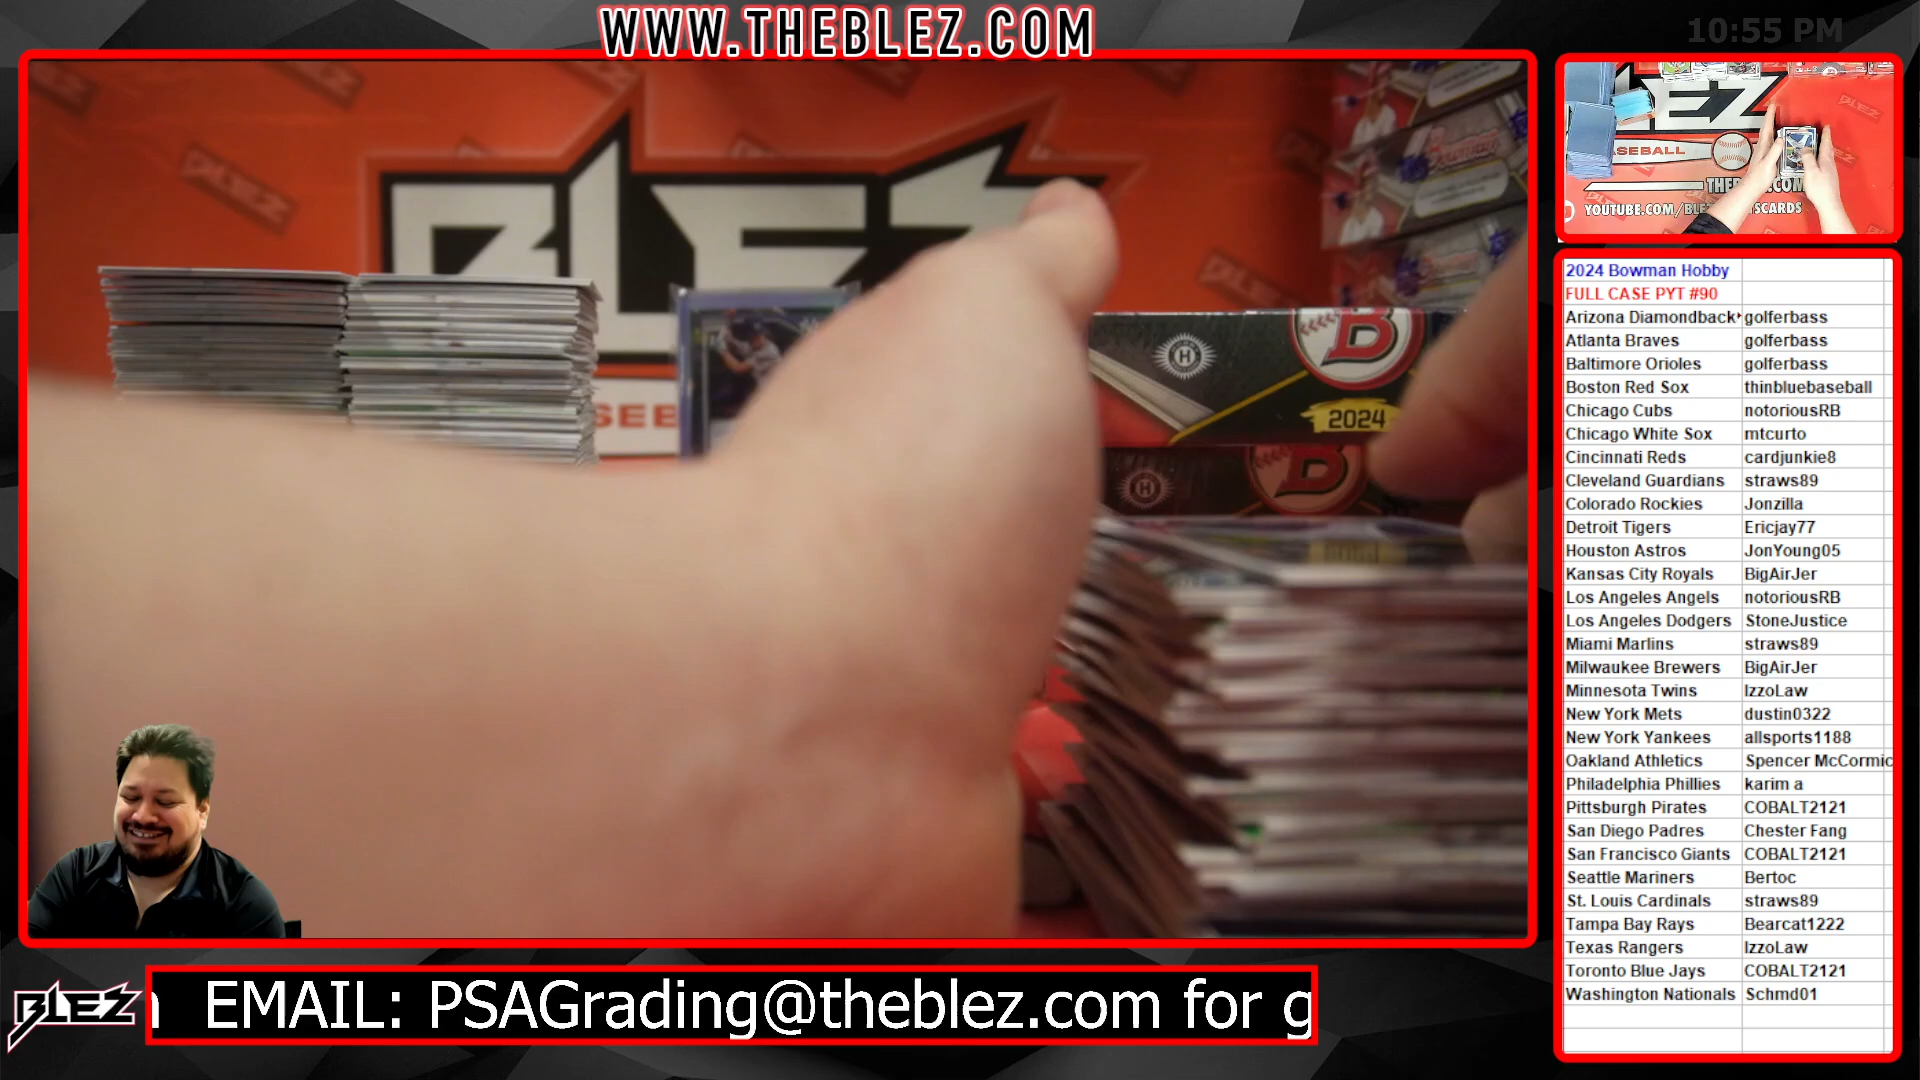 WWW.THEBLEZ.COM
10:55 PM
BLEZ
SEB
2024
B
H
B
H
EZ
SEBALL
YOUTUBE.COM/BLE
SCARDS
2024 Bowman Hobby
FULL CASE PYT #90
Arizona Diamondback golferbass
Atlanta Braves golferbass
Baltimore Orioles golferbass
Boston Red Sox thinbluebaseball
Chicago Cubs notoriousRB
Chicago White Sox mtcurto
Cincinnati Reds cardjunkie8
Cleveland Guardians straws89
Colorado Rockies Jonzilla
Detroit Tigers Ericjay77
Houston Astros JonYoung05
Kansas City Royals BigAirJer
Los Angeles Angels notoriousRB
Los Angeles Dodgers StoneJustice
Miami Marlins straws89
Milwaukee Brewers BigAirJer
Minnesota Twins IzzoLaw
New York Mets dustin0322
New York Yankees allsports1188
Oakland Athletics Spencer McCormic
Philadelphia Phillies karim a
Pittsburgh Pirates COBALT2121
San Diego Padres Chester Fang
San Francisco Giants COBALT2121
Seattle Mariners Bertoc
St. Louis Cardinals straws89
Tampa Bay Rays Bearcat1222
Texas Rangers IzzoLaw
Toronto Blue Jays COBALT2121
Washington Nationals Schmd01
BLEZ
EMAIL: PSAGrading@theblez.com for g